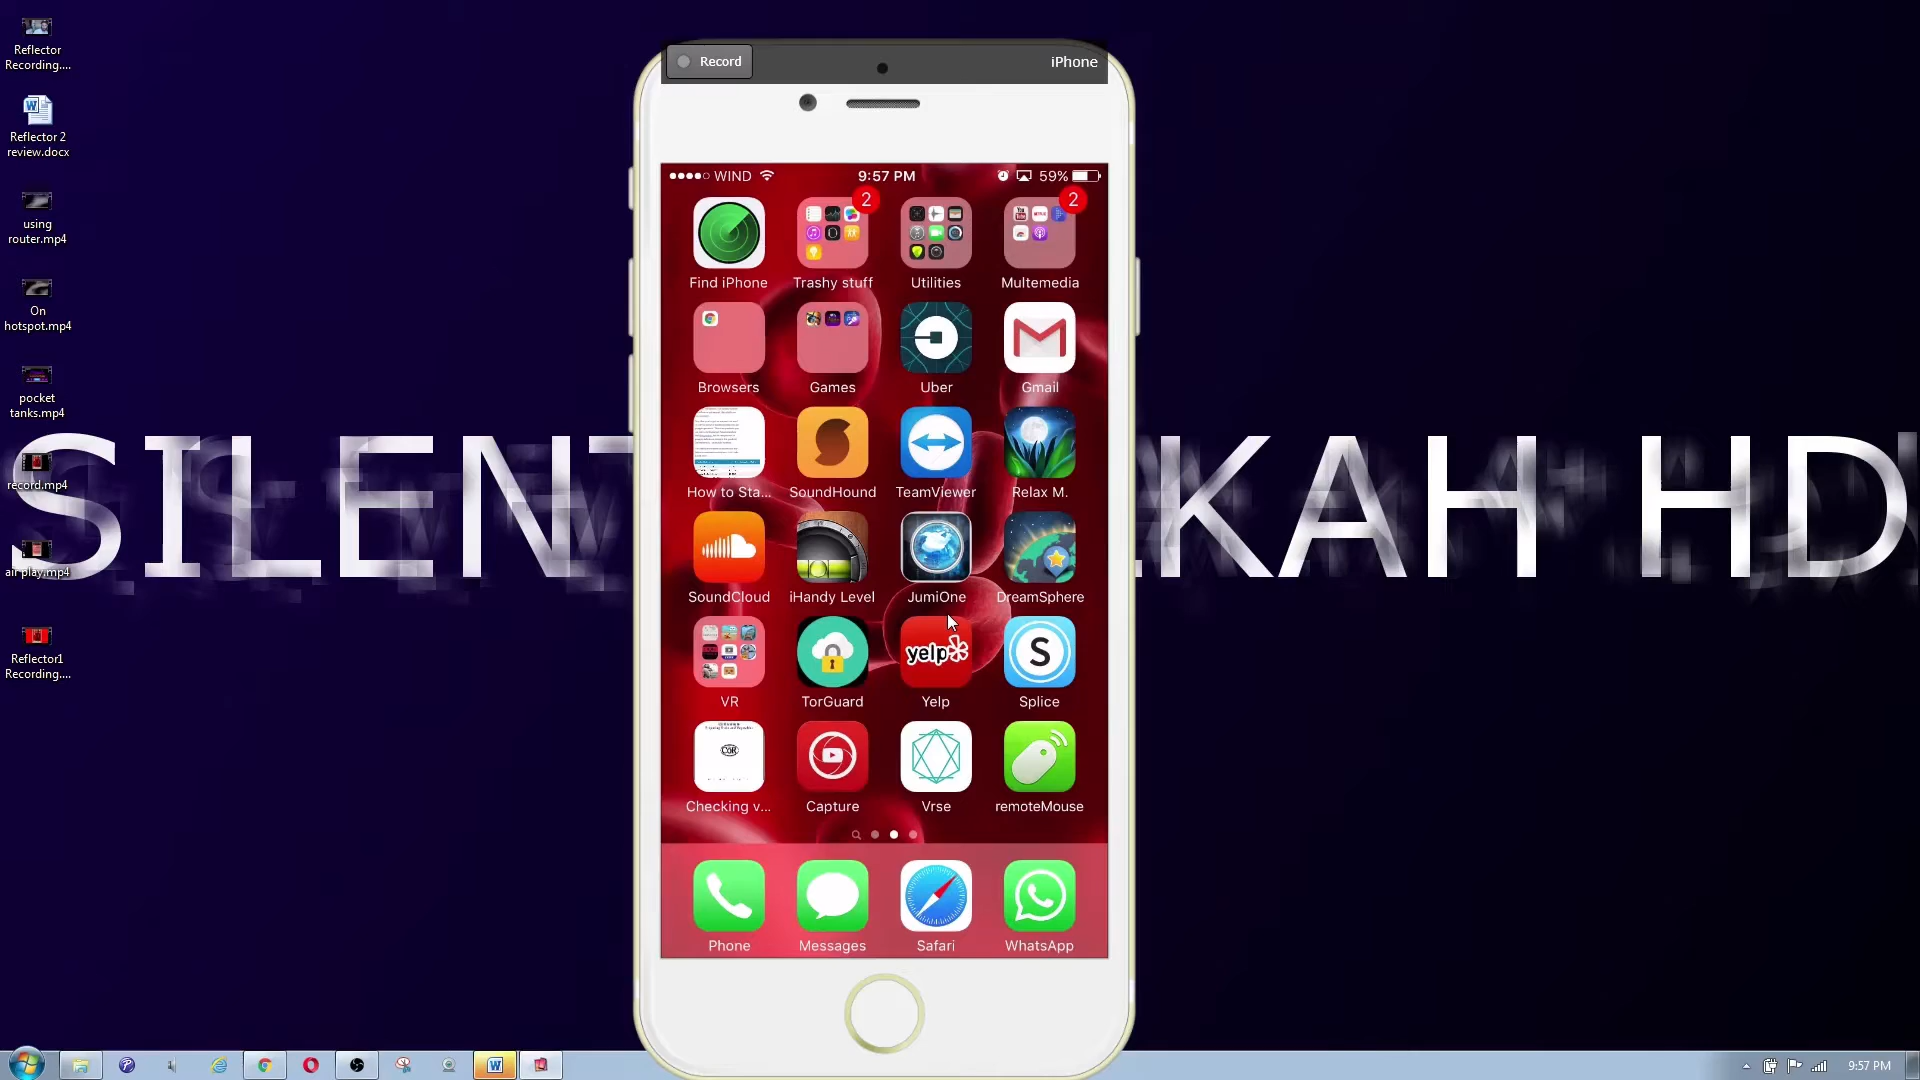 Reflector
Recording....
Reflector 2
review.docx
using
router.mp4
On
hotspot.mp4
pocket
tanks.mp4
record.mp4
air play.mp4
Reflector1
Recording....
SILENT
KAH HD
Record
iPhone
WIND
9:57 PM
59%
2
2
Find iPhone
Trashy stuff
Utilities
Multemedia
Browsers
Games
Uber
Gmail
How to Sta...
SoundHound
TeamViewer
Relax M.
SoundCloud
iHandy Level
JumiOne
DreamSphere
yelp
S
VR
TorGuard
Yelp
Splice
Checking v...
Capture
Vrse
remoteMouse
Phone
Messages
Safari
WhatsApp
9:57 PM